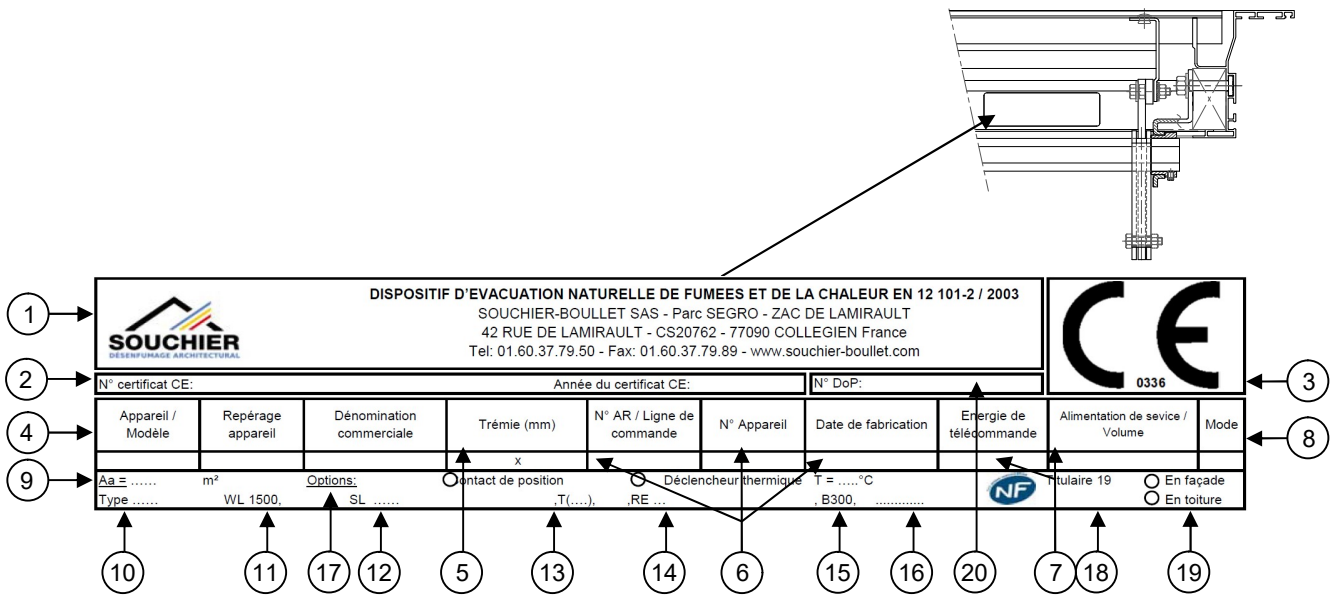 DISPOSITIF D'EVACUATION NATURELLE DE FUMEES ET DE LA CHALEUR EN 12 101-2 / 2003
SOUCHIER-BOULLET SAS - Parc SEGRO - ZAC DE LAMIRAULT
42 RUE DE LAMIRAULT - CS20762 - 77090 COLLEGIEN France
Tel: 01.60.37.79.50 - Fax: 01.60.37.79.89 - www.souchier-boullet.com
SOUCHIER
DÉSENFUMAGE ARCHITECTURAL
CE
0336
1
2
N° certificat CE: Année du certificat CE: N° DoP:
3
4
Appareil / Modèle
Repérage appareil
Dénomination commerciale
Trémie (mm)
N° AR / Ligne de commande
N° Appareil
Date de fabrication
Energie de télécommande
Alimentation de sevice / Volume
Mode
8
x
9
Aa = ...... m² Options: Contact de position Déclencheur thermique T = .....°C NF Titulaire 19 En façade
Type ...... WL 1500, SL ...... ,T(....), ,RE ... , B300, ............. En toiture
10 11 17 12 5 13 14 6 15 16 20 7 18 19